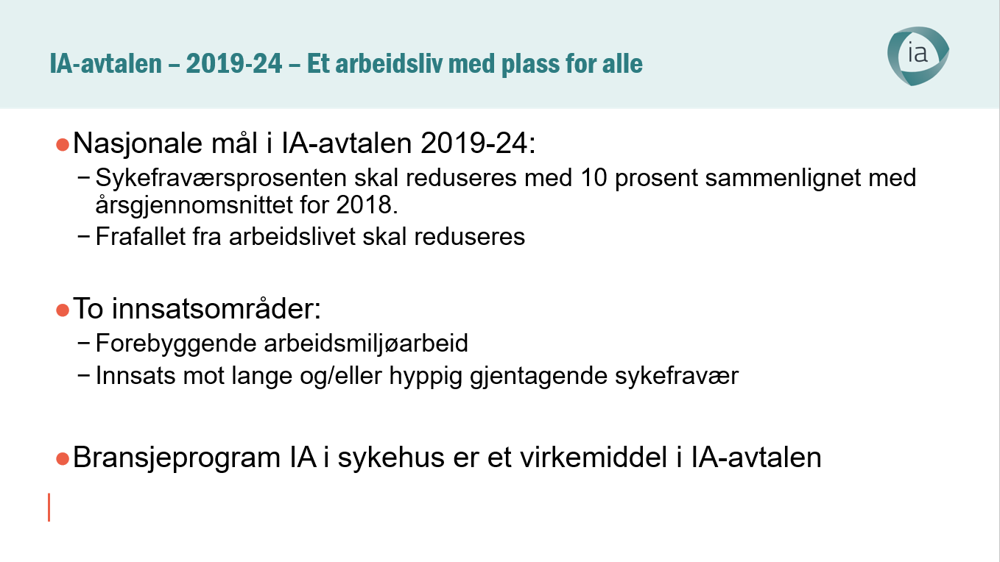 IA-avtalen – 2019-24 – Et arbeidsliv med plass for alle
ia
●Nasjonale mål i IA-avtalen 2019-24:
– Sykefraværsprosenten skal reduseres med 10 prosent sammenlignet med
årsgjennomsnittet for 2018.
– Frafallet fra arbeidslivet skal reduseres
●To innsatsområder:
– Forebyggende arbeidsmiljøarbeid
– Innsats mot lange og/eller hyppig gjentagende sykefravær
●Bransjeprogram IA i sykehus er et virkemiddel i IA-avtalen